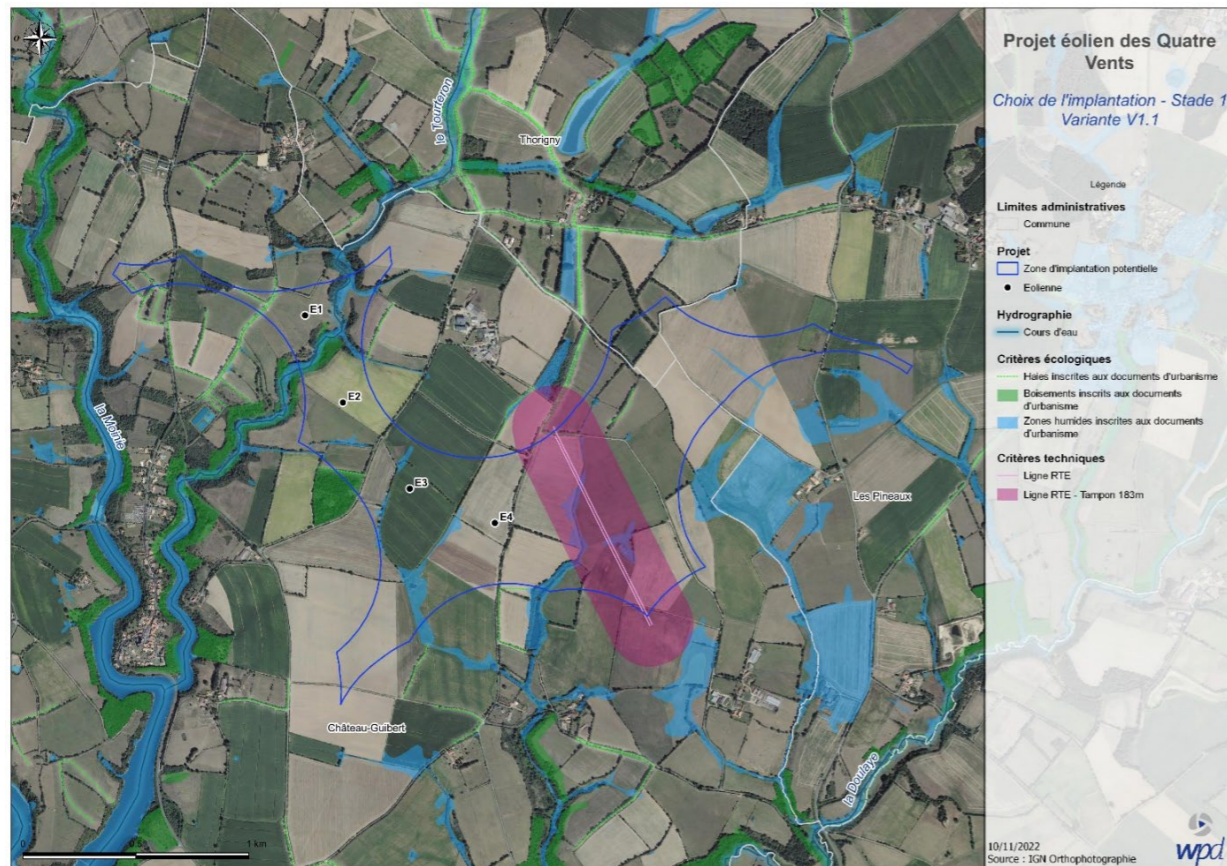 Projet éolien des Quatre
Vents
Choix de l'implantation - Stade 1
Variante V1.1
Légende
Limites administratives
Commune
Projet
Zone d'implantation potentielle
Eolienne
Hydrographie
Cours d'eau
Critères écologiques
Haies inscrites aux documents d'urbanisme
Boisements inscrits aux documents
d'urbanisme
Zones humides inscrites aux documents
d'urbanisme
Critères techniques
Ligne RTE
Ligne RTE - Tampon 183m
10/11/2022
Source : IGN Orthophotographie
wpd
le Tourteron
Thorigny
E1
E2
E3
E4
la Moinie
Les Pineaux
Château-Guibert
la Doulaye
0
0.5
1 km